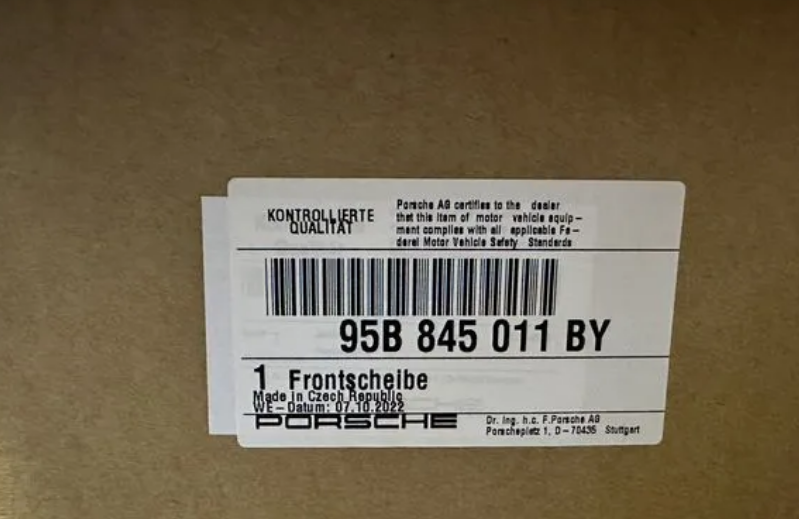 KONTROLLIERTE
QUALITÄT
Porsche AG certifies to the dealer
that this item of motor vehicle equip-
ment complies with all applicable Fe-
deral Motor Vehicle Safety Standards
95B 845 011 BY
1 Frontscheibe
Made in Czech Republic
WE-Datum: 07.10.2022
PORSCHE
Dr. Ing. h.c. F.Porsche AG
Porscheplatz 1, D-70435 Stuttgart